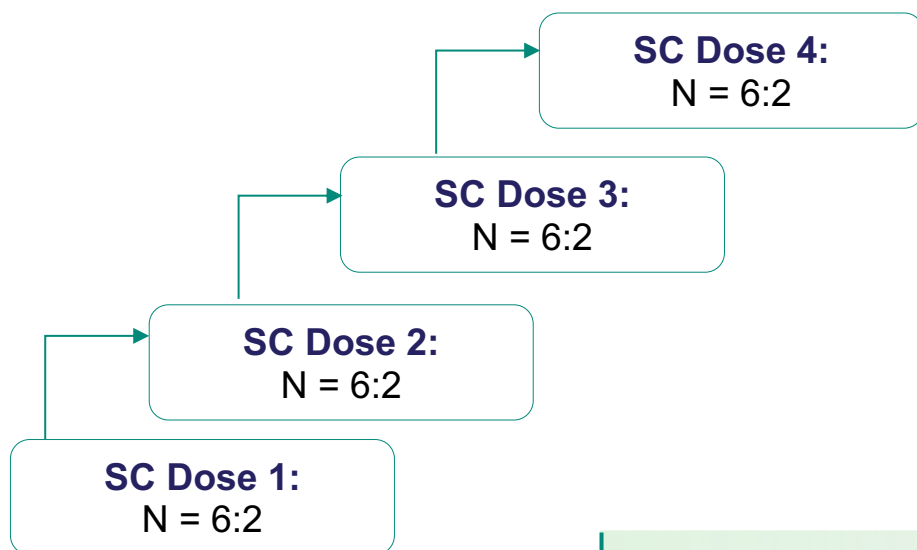 SC Dose 4:
N = 6:2
SC Dose 3:
N = 6:2
SC Dose 2:
N = 6:2
SC Dose 1:
N = 6:2